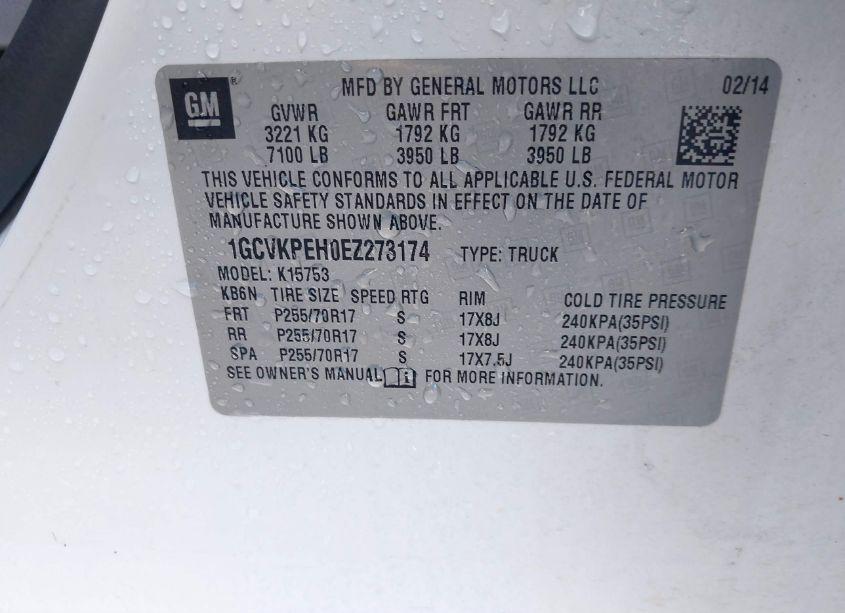 GM®
MFD BY GENERAL MOTORS LLC 02/14
GVWR GAWR FRT GAWR RR
3221 KG 1792 KG 1792 KG
7100 LB 3950 LB 3950 LB
THIS VEHICLE CONFORMS TO ALL APPLICABLE U.S. FEDERAL MOTOR
VEHICLE SAFETY STANDARDS IN EFFECT ON THE DATE OF
MANUFACTURE SHOWN ABOVE.
1GCVKPEH0EZ273174 TYPE: TRUCK
MODEL: K15753
KB6N TIRE SIZE SPEED RTG RIM COLD TIRE PRESSURE
FRT P255/70R17 S 17X8J 240KPA(35PSI)
RR P255/70R17 S 17X8J 240KPA(35PSI)
SPA P255/70R17 S 17X7.5J 240KPA(35PSI)
SEE OWNER'S MANUAL FOR MORE INFORMATION.